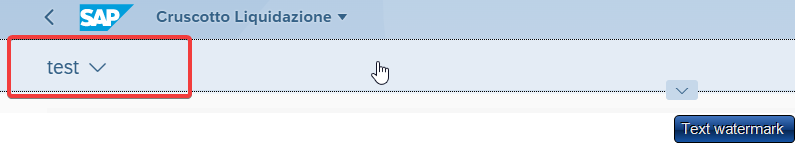 SAP Cruscotto Liquidazione
test
Text watermark